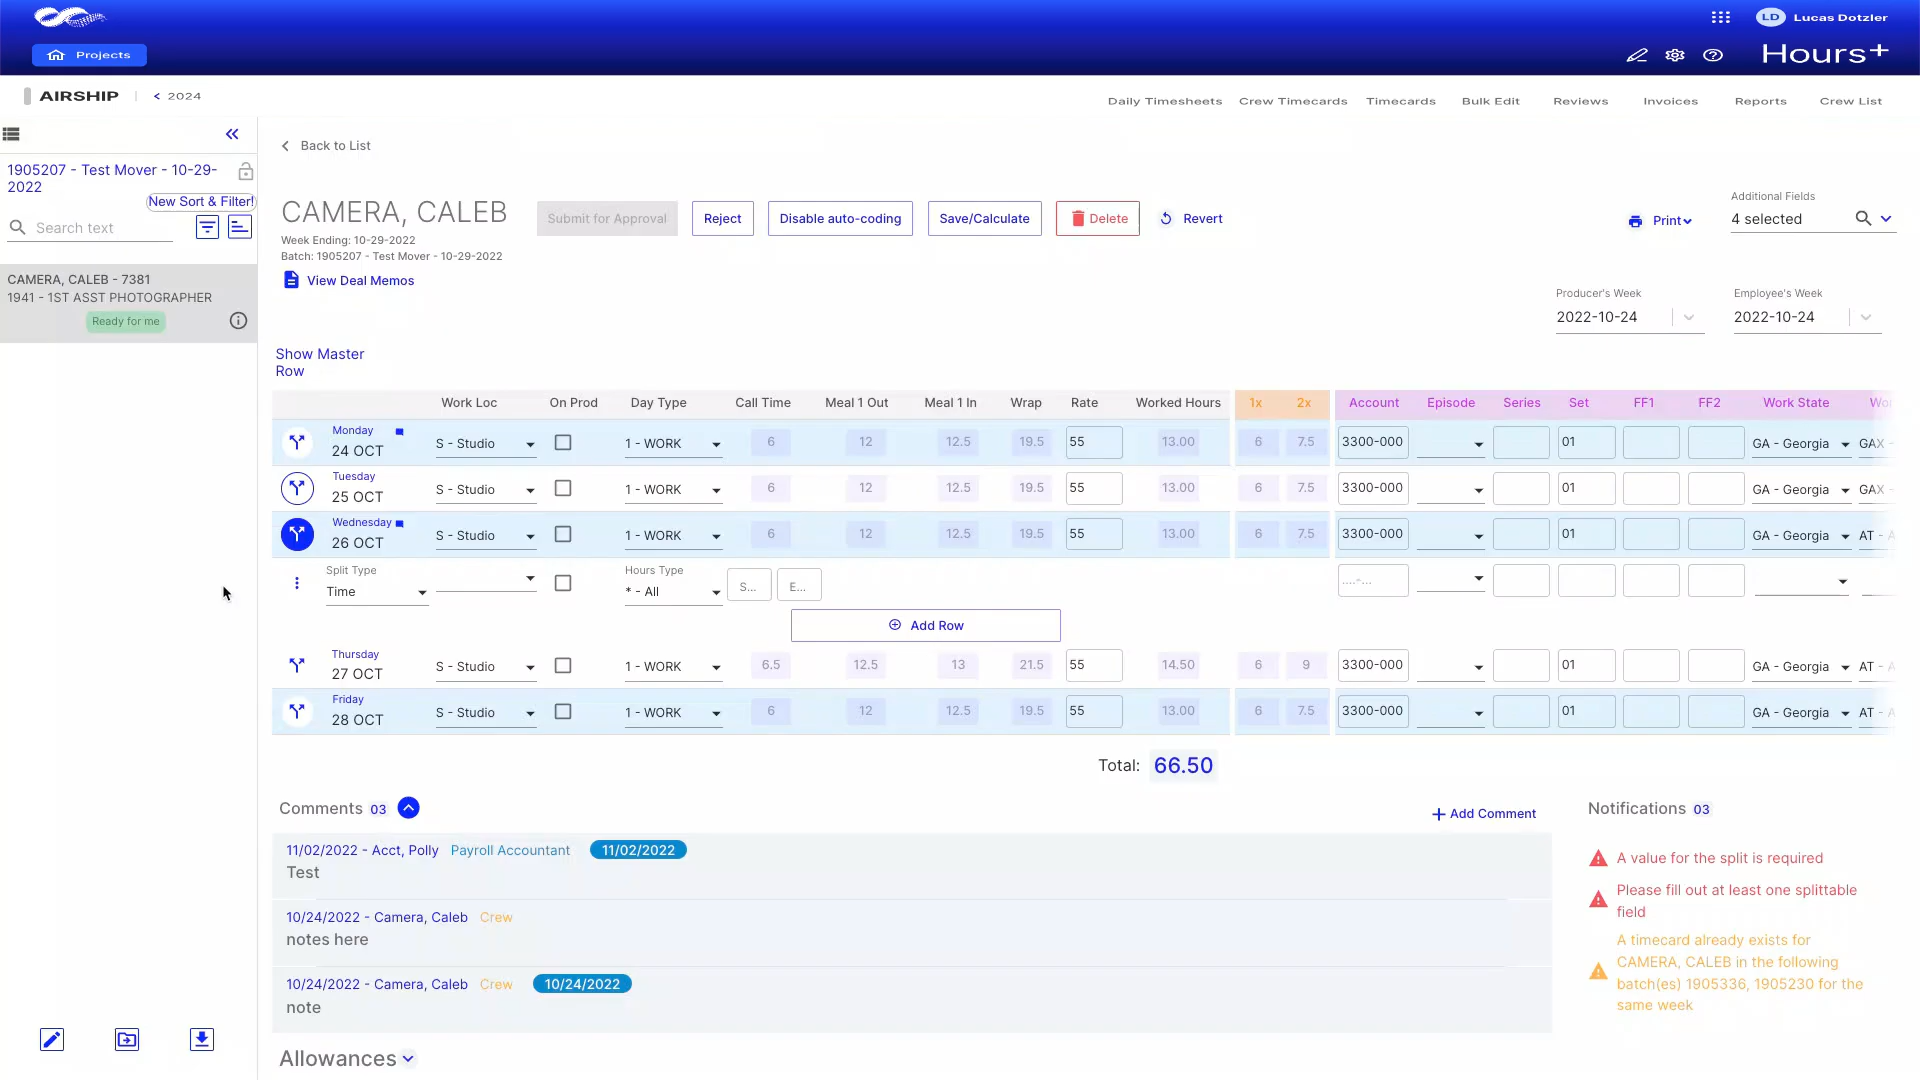 LD Lucas Dotzler
Projects
Hours+
AIRSHIP < 2024
Daily Timesheets Crew Timecards Timecards Bulk Edit Reviews Invoices Reports Crew List
1905207 - Test Mover - 10-29-
2022
New Sort & Filter!
Search text
CAMERA, CALEB - 7381
1941 - 1ST ASST PHOTOGRAPHER
Ready for me
Back to List
CAMERA, CALEB
Week Ending: 10-29-2022
Batch: 1905207 - Test Mover - 10-29-2022
View Deal Memos
Submit for Approval Reject Disable auto-coding Save/Calculate Delete Revert
Print
Additional Fields
4 selected
Producer's Week Employee's Week
2022-10-24 2022-10-24
Show Master
Row
Work Loc On Prod Day Type Call Time Meal 1 Out Meal 1 In Wrap Rate Worked Hours 1x 2x Account Episode Series Set FF1 FF2 Work State Wor
Monday
24 OCT S - Studio 1 - WORK 6 12 12.5 19.5 55 13.00 6 7.5 3300-000 01 GA - Georgia GAX -
Tuesday
25 OCT S - Studio 1 - WORK 6 12 12.5 19.5 55 13.00 6 7.5 3300-000 01 GA - Georgia GAX -
Wednesday
26 OCT S - Studio 1 - WORK 6 12 12.5 19.5 55 13.00 6 7.5 3300-000 01 GA - Georgia AT - A
Split Type Hours Type
Time * - All S... E... ....-...
Add Row
Thursday
27 OCT S - Studio 1 - WORK 6.5 12.5 13 21.5 55 14.50 6 9 3300-000 01 GA - Georgia AT - A
Friday
28 OCT S - Studio 1 - WORK 6 12 12.5 19.5 55 13.00 6 7.5 3300-000 01 GA - Georgia AT - A
Total: 66.50
Comments 03
Add Comment
11/02/2022 - Acct, Polly Payroll Accountant 11/02/2022
Test
10/24/2022 - Camera, Caleb Crew
notes here
10/24/2022 - Camera, Caleb Crew 10/24/2022
note
Notifications 03
A value for the split is required
Please fill out at least one splittable
field
A timecard already exists for
CAMERA, CALEB in the following
batch(es) 1905336, 1905230 for the
same week
Allowances